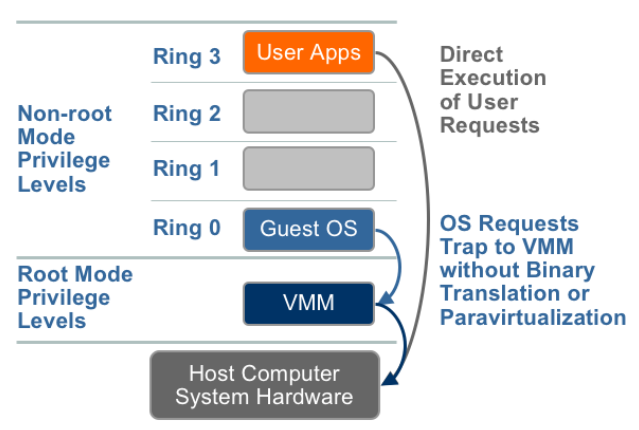 Ring 3
User Apps
Direct
Execution
of User
Requests
Non-root
Mode
Privilege
Levels
Ring 2
Ring 1
Ring 0
Guest OS
OS Requests
Trap to VMM
without Binary
Translation or
Paravirtualization
Root Mode
Privilege
Levels
VMM
Host Computer
System Hardware